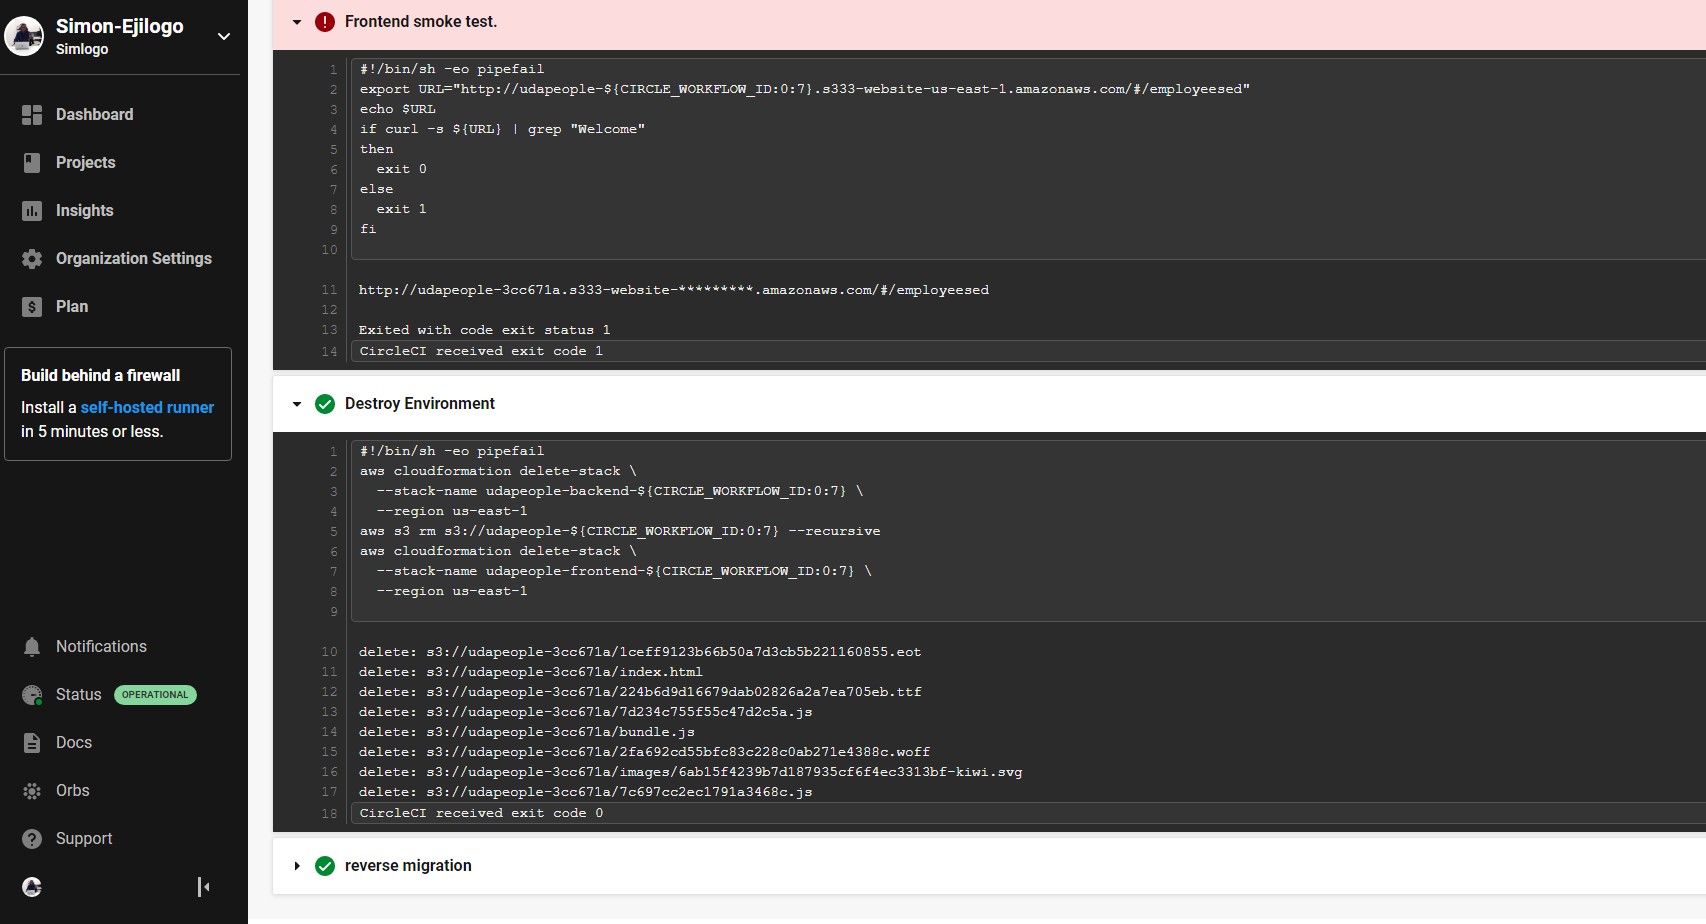 Simon-Ejilogo
Simlogo
Dashboard
Projects
Insights
Organization Settings
Plan
Build behind a firewall
Install a self-hosted runner
in 5 minutes or less.
Notifications
Status OPERATIONAL
Docs
Orbs
Support
Frontend smoke test.
1 #!/bin/sh -eo pipefail
2 export URL="http://udapeople-${CIRCLE_WORKFLOW_ID:0:7}.s333-website-us-east-1.amazonaws.com/#/employeesed"
3 echo $URL
4 if curl -s ${URL} | grep "Welcome"
5 then
6   exit 0
7 else
8   exit 1
9 fi
10
11 http://udapeople-3cc671a.s333-website-*********.amazonaws.com/#/employeesed
12
13 Exited with code exit status 1
14 CircleCI received exit code 1
Destroy Environment
1 #!/bin/sh -eo pipefail
2 aws cloudformation delete-stack \
3   --stack-name udapeople-backend-${CIRCLE_WORKFLOW_ID:0:7} \
4   --region us-east-1
5 aws s3 rm s3://udapeople-${CIRCLE_WORKFLOW_ID:0:7} --recursive
6 aws cloudformation delete-stack \
7   --stack-name udapeople-frontend-${CIRCLE_WORKFLOW_ID:0:7} \
8   --region us-east-1
9
10 delete: s3://udapeople-3cc671a/1ceff9123b66b50a7d3cb5b221160855.eot
11 delete: s3://udapeople-3cc671a/index.html
12 delete: s3://udapeople-3cc671a/224b6d9d16679dab02826a2a7ea705eb.ttf
13 delete: s3://udapeople-3cc671a/7d234c755f55c47d2c5a.js
14 delete: s3://udapeople-3cc671a/bundle.js
15 delete: s3://udapeople-3cc671a/2fa692cd55bfc83c228c0ab271e4388c.woff
16 delete: s3://udapeople-3cc671a/images/6ab15f4239b7d187935cf6f4ec3313bf-kiwi.svg
17 delete: s3://udapeople-3cc671a/7c697cc2ec1791a3468c.js
18 CircleCI received exit code 0
reverse migration